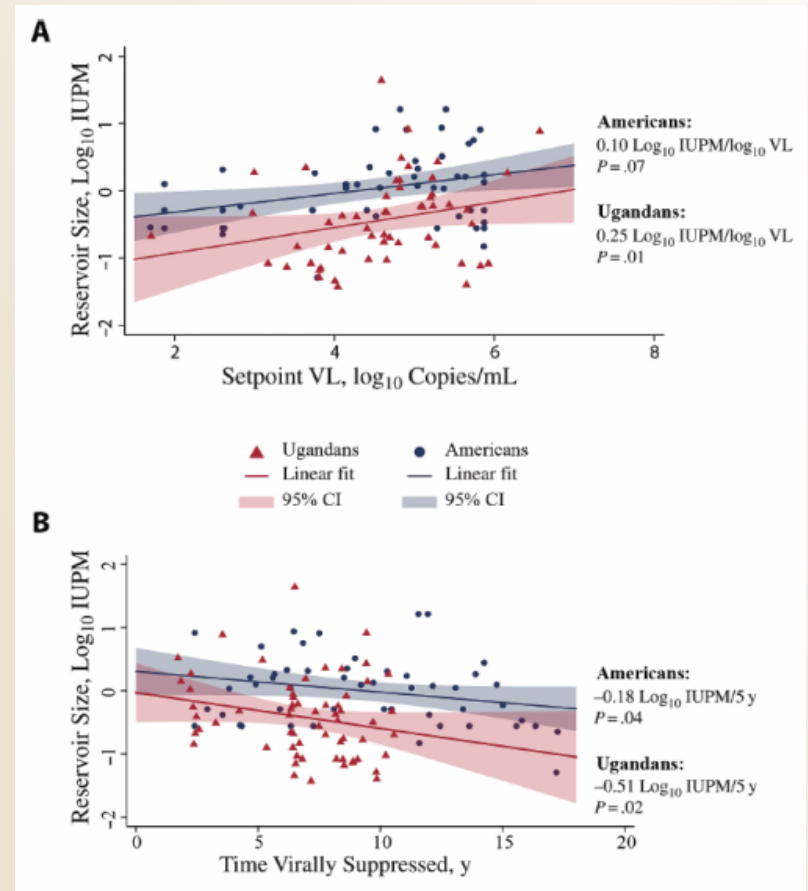 A
2
1
0
−1
−2
Reservoir Size, Log10 IUPM
2 4 6 8
Setpoint VL, log10 Copies/mL
Americans:
0.10 Log10 IUPM/log10 VL
P = .07
Ugandans:
0.25 Log10 IUPM/log10 VL
P = .01
Ugandans Americans
Linear fit Linear fit
95% CI 95% CI
B
2
1
0
−1
−2
Reservoir Size, Log10 IUPM
0 5 10 15 20
Time Virally Suppressed, y
Americans:
–0.18 Log10 IUPM/5 y
P = .04
Ugandans:
–0.51 Log10 IUPM/5 y
P = .02